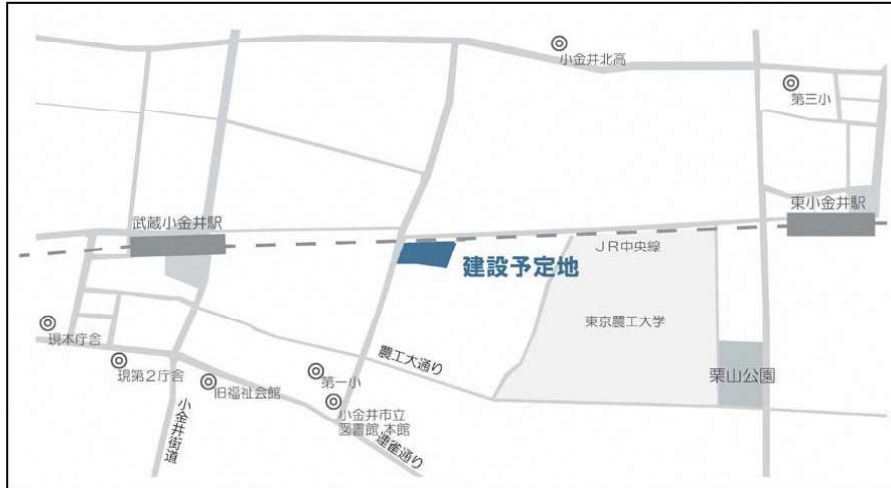 小金井北高
第三小
武蔵小金井駅
東小金井駅
JR中央線
建設予定地
東京農工大学
現本庁舎
農工大通り
現第2庁舎
旧福祉会館
第一小
栗山公園
小金井市立
図書館 本館
小金井街道
連雀通り